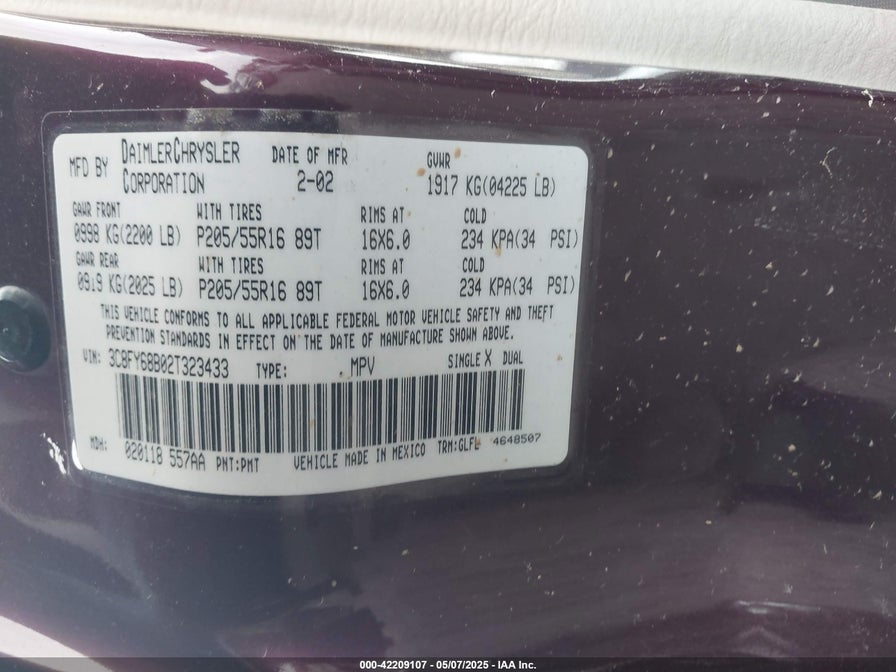 MFD BY DAIMLERCHRYSLER CORPORATION DATE OF MFR 2-02 GVWR 1917 KG(04225 LB)
GAWR FRONT WITH TIRES RIMS AT COLD
0998 KG(2200 LB) P205/55R16 89T 16X6.0 234 KPA(34 PSI)
GAWR REAR WITH TIRES RIMS AT COLD
0919 KG(2025 LB) P205/55R16 89T 16X6.0 234 KPA(34 PSI)
THIS VEHICLE CONFORMS TO ALL APPLICABLE FEDERAL MOTOR VEHICLE SAFETY AND THEFT
PREVENTION STANDARDS IN EFFECT ON THE DATE OF MANUFACTURE SHOWN ABOVE.
VIN: 3C8FY68B02T323433 TYPE: MPV SINGLE X DUAL
MDH: 020118 557AA PNT:PMT VEHICLE MADE IN MEXICO TRM:GLFL 4648507
000-42209107 - 05/07/2025 - IAA Inc.